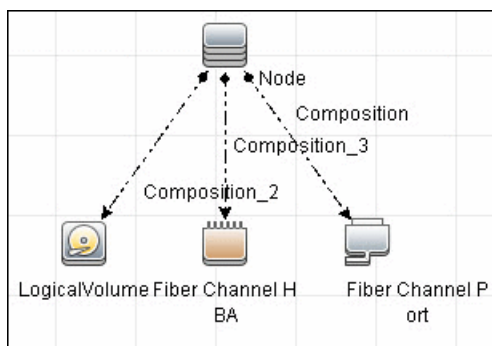 Node
Composition
Composition_3
Composition_2
LogicalVolume
Fiber Channel H
BA
Fiber Channel P
ort